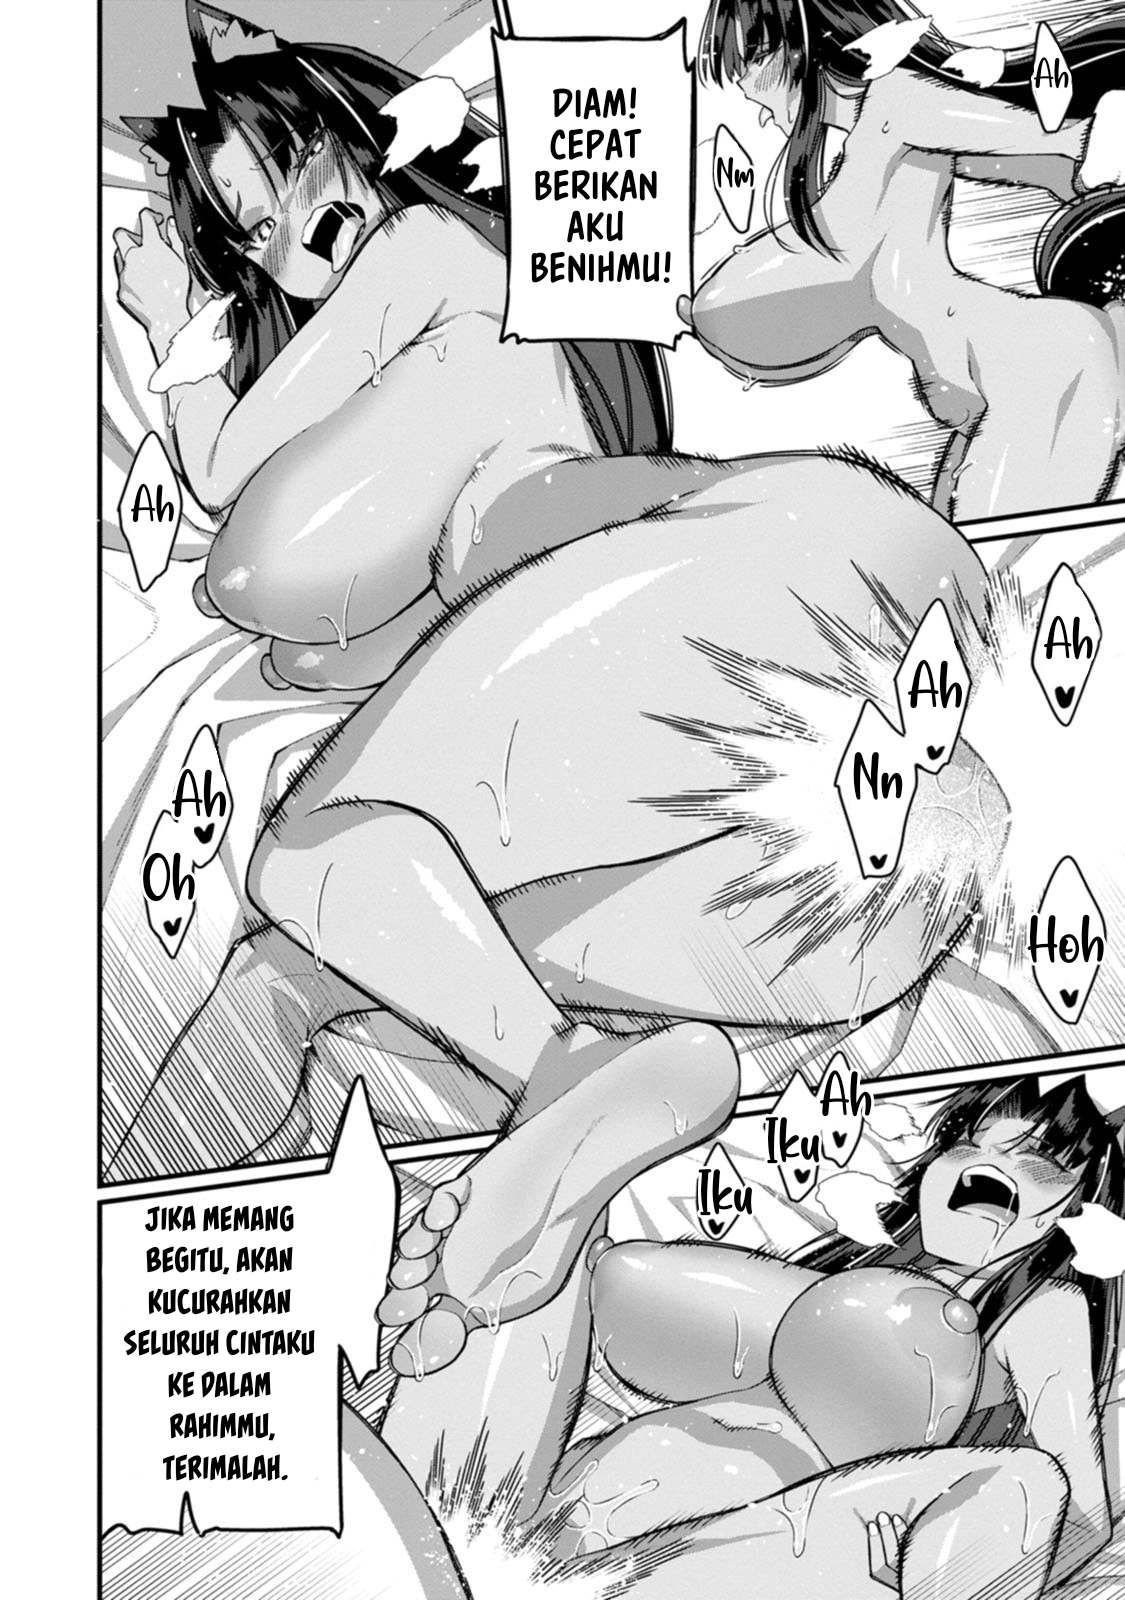 Ah
Nm
DIAM!
CEPAT
BERIKAN
AKU
BENIHMU!
Ah
Ah
Ah
Nn
Ah
Oh
Hoh
Ah
Iku
Iku
JIKA MEMANG
BEGITU, AKAN
KUCURAHKAN
SELURUH CINTAKU
KE DALAM
RAHIMMU,
TERIMALAH.